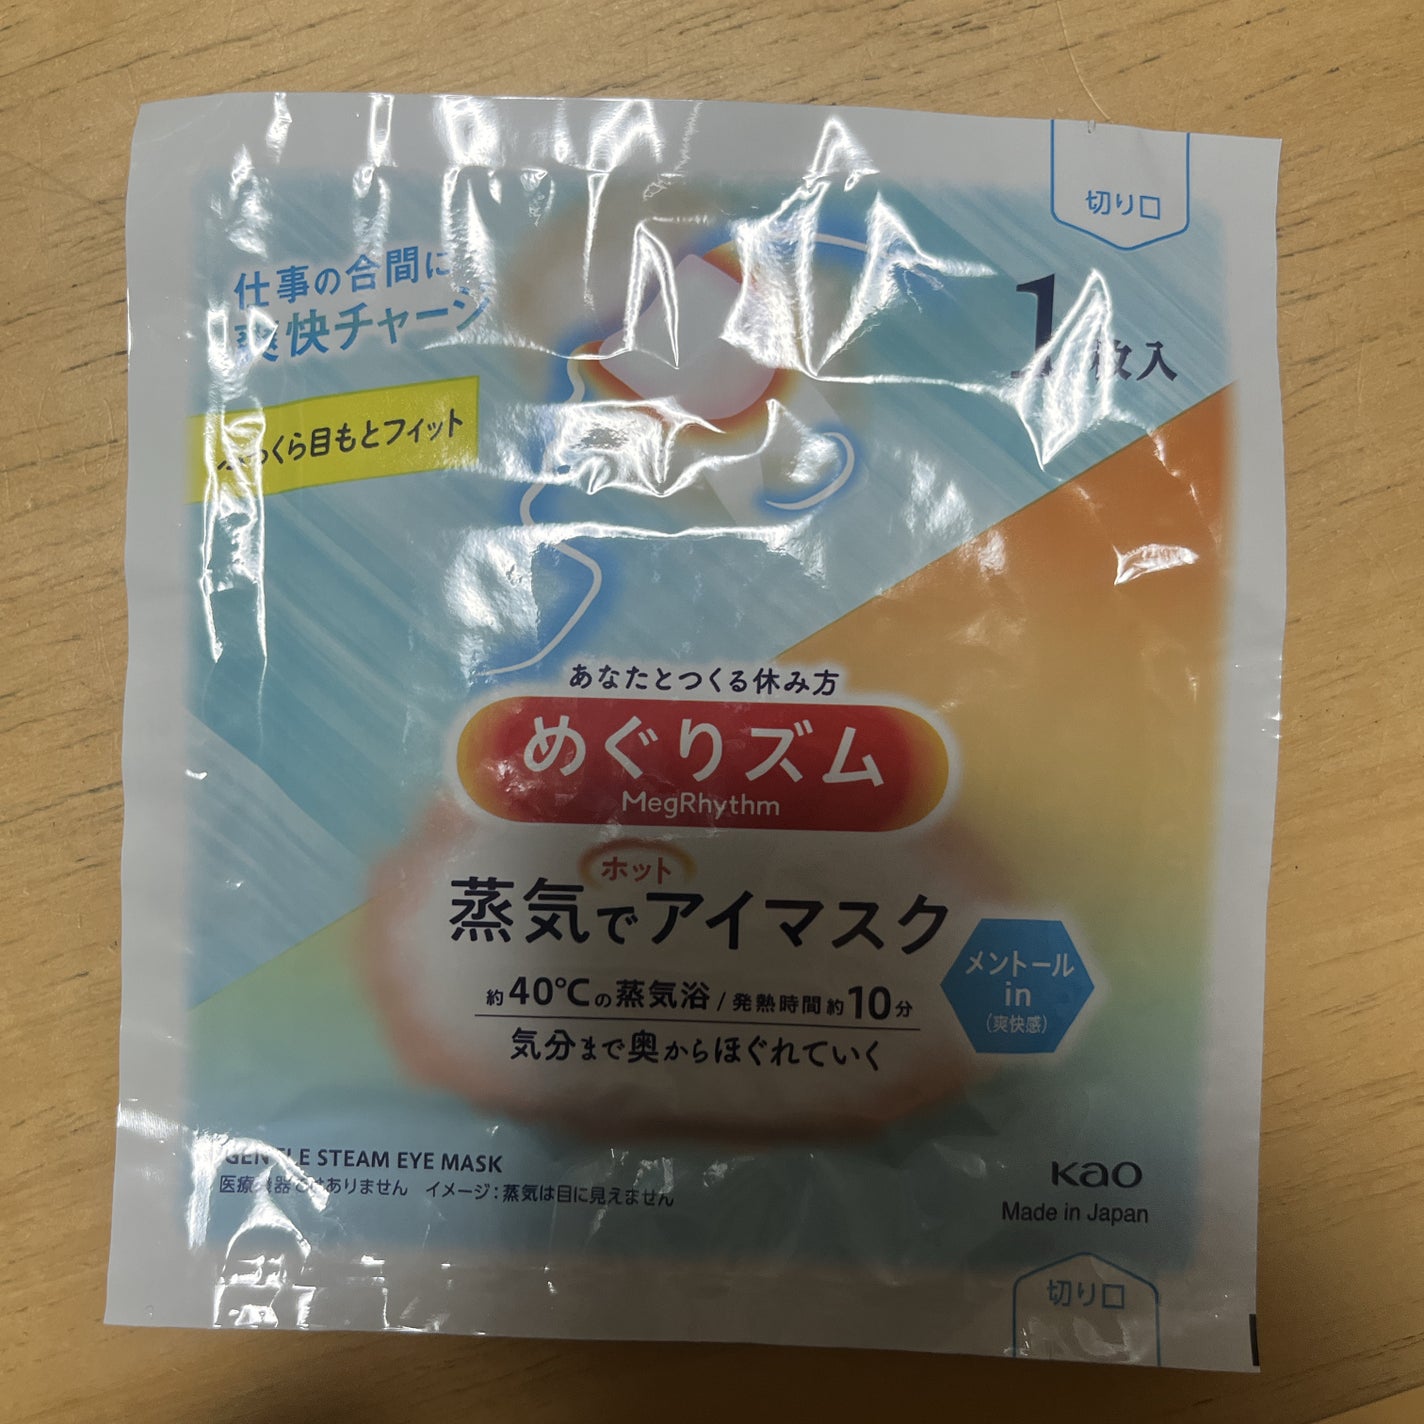 切り口
仕事の合間に
爽快チャージ
1枚入
ふっくら目もとフィット
あなたとつくる休み方
めぐりズム
MegRhythm
ホット
蒸気でアイマスク
メントール
in
(爽快感)
約40℃の蒸気浴/発熱時間約10分
気分まで奥からほぐれていく
GENTLE STEAM EYE MASK
医療機器ではありません イメージ:蒸気は目に見えません
Kao
Made in Japan
切り口